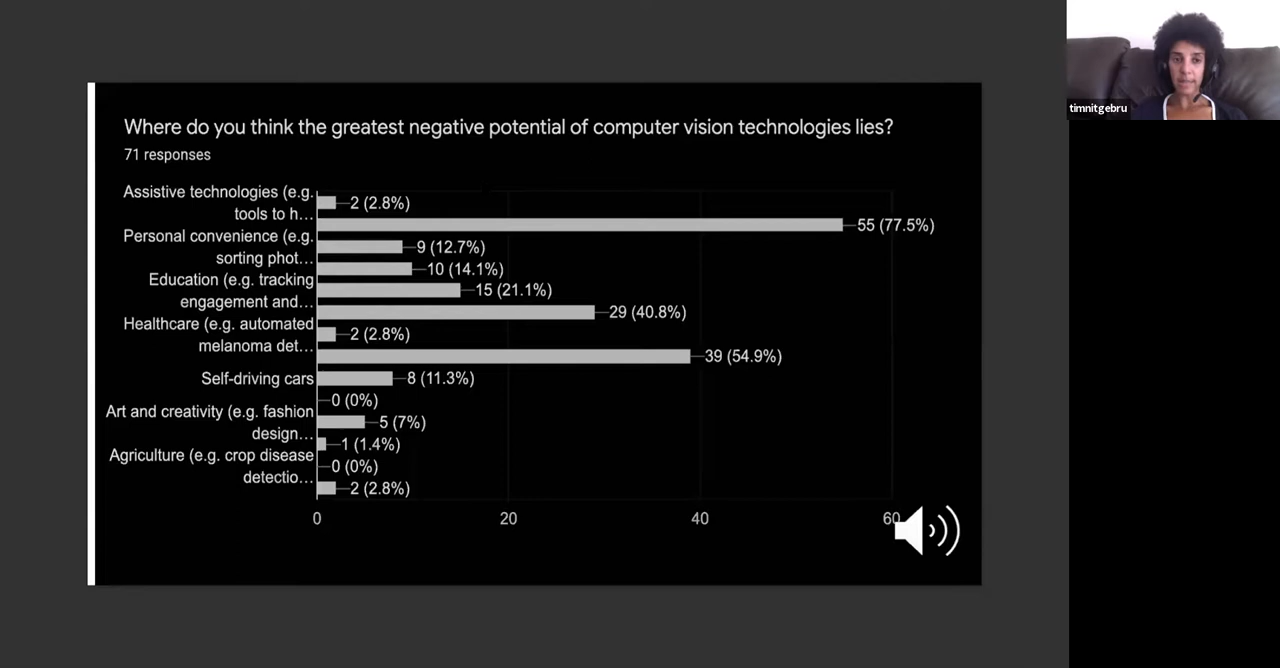 timnitgebru
Where do you think the greatest negative potential of computer vision technologies lies?
71 responses
Assistive technologies (e.g.
tools to h...
2 (2.8%)
55 (77.5%)
Personal convenience (e.g.
sorting phot...
9 (12.7%)
10 (14.1%)
Education (e.g. tracking
engagement and...
15 (21.1%)
29 (40.8%)
Healthcare (e.g. automated
melanoma det...
2 (2.8%)
39 (54.9%)
Self-driving cars
8 (11.3%)
0 (0%)
Art and creativity (e.g. fashion
design...
5 (7%)
1 (1.4%)
Agriculture (e.g. crop disease
detectio...
0 (0%)
2 (2.8%)
0 20 40 60